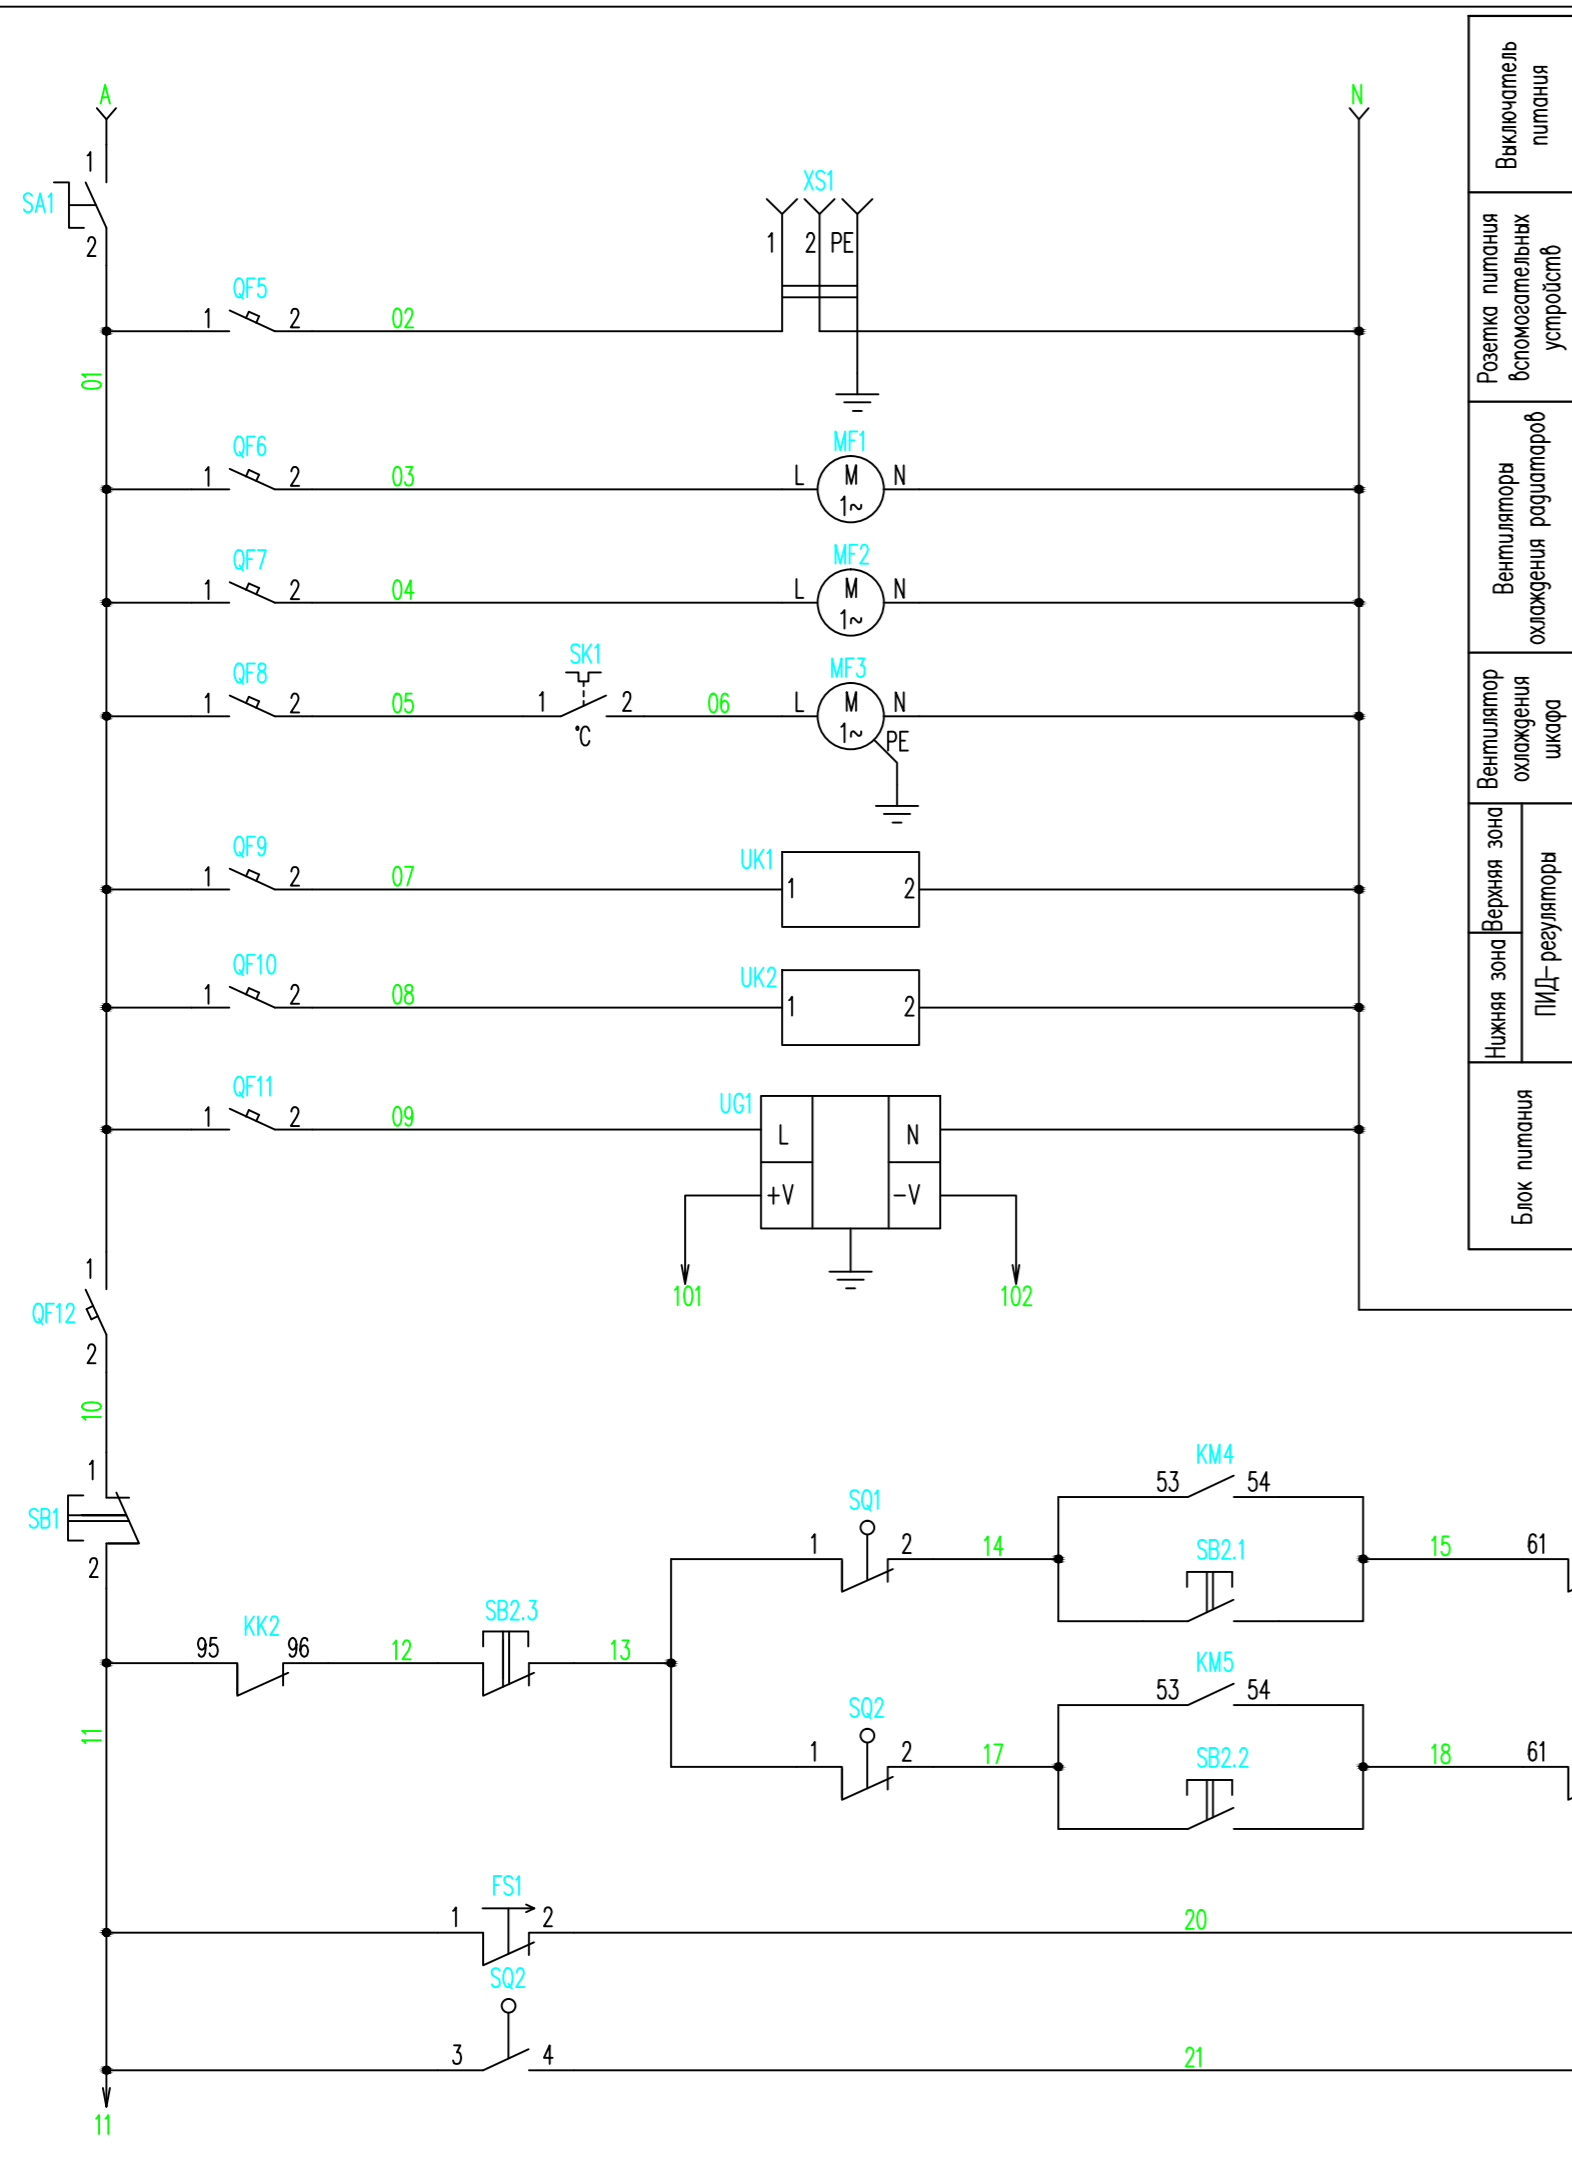 A
N
1
SA1
2
XS1
1 2 PE
QF5
1 2 02
01
QF6
1 2 03
MF1
L M N
1~
QF7
1 2 04
MF2
L M N
1~
QF8
1 2 05
SK1
1 2 06
°C
MF3
L M N
1~
PE
QF9
1 2 07
UK1
1 2
QF10
1 2 08
UK2
1 2
QF11
1 2 09
UG1
L N
+V -V
101 102
1
QF12
2
10
1
SB1
2
KK2
95 96 12
SB2.3
13
SQ1
1 2 14
KM4
53 54
SB2.1
15 61
SQ2
1 2 17
KM5
53 54
SB2.2
18 61
11
FS1
1 2 20
SQ2
3 4 21
11
Выключатель
питания
Розетка питания
вспомогательных
устройств
Вентиляторы
охлаждения радиатаров
Вентилятор
охлаждения
шкафа
Верхняя зона
Нижняя зона
ПИД-регуляторы
Блок питания